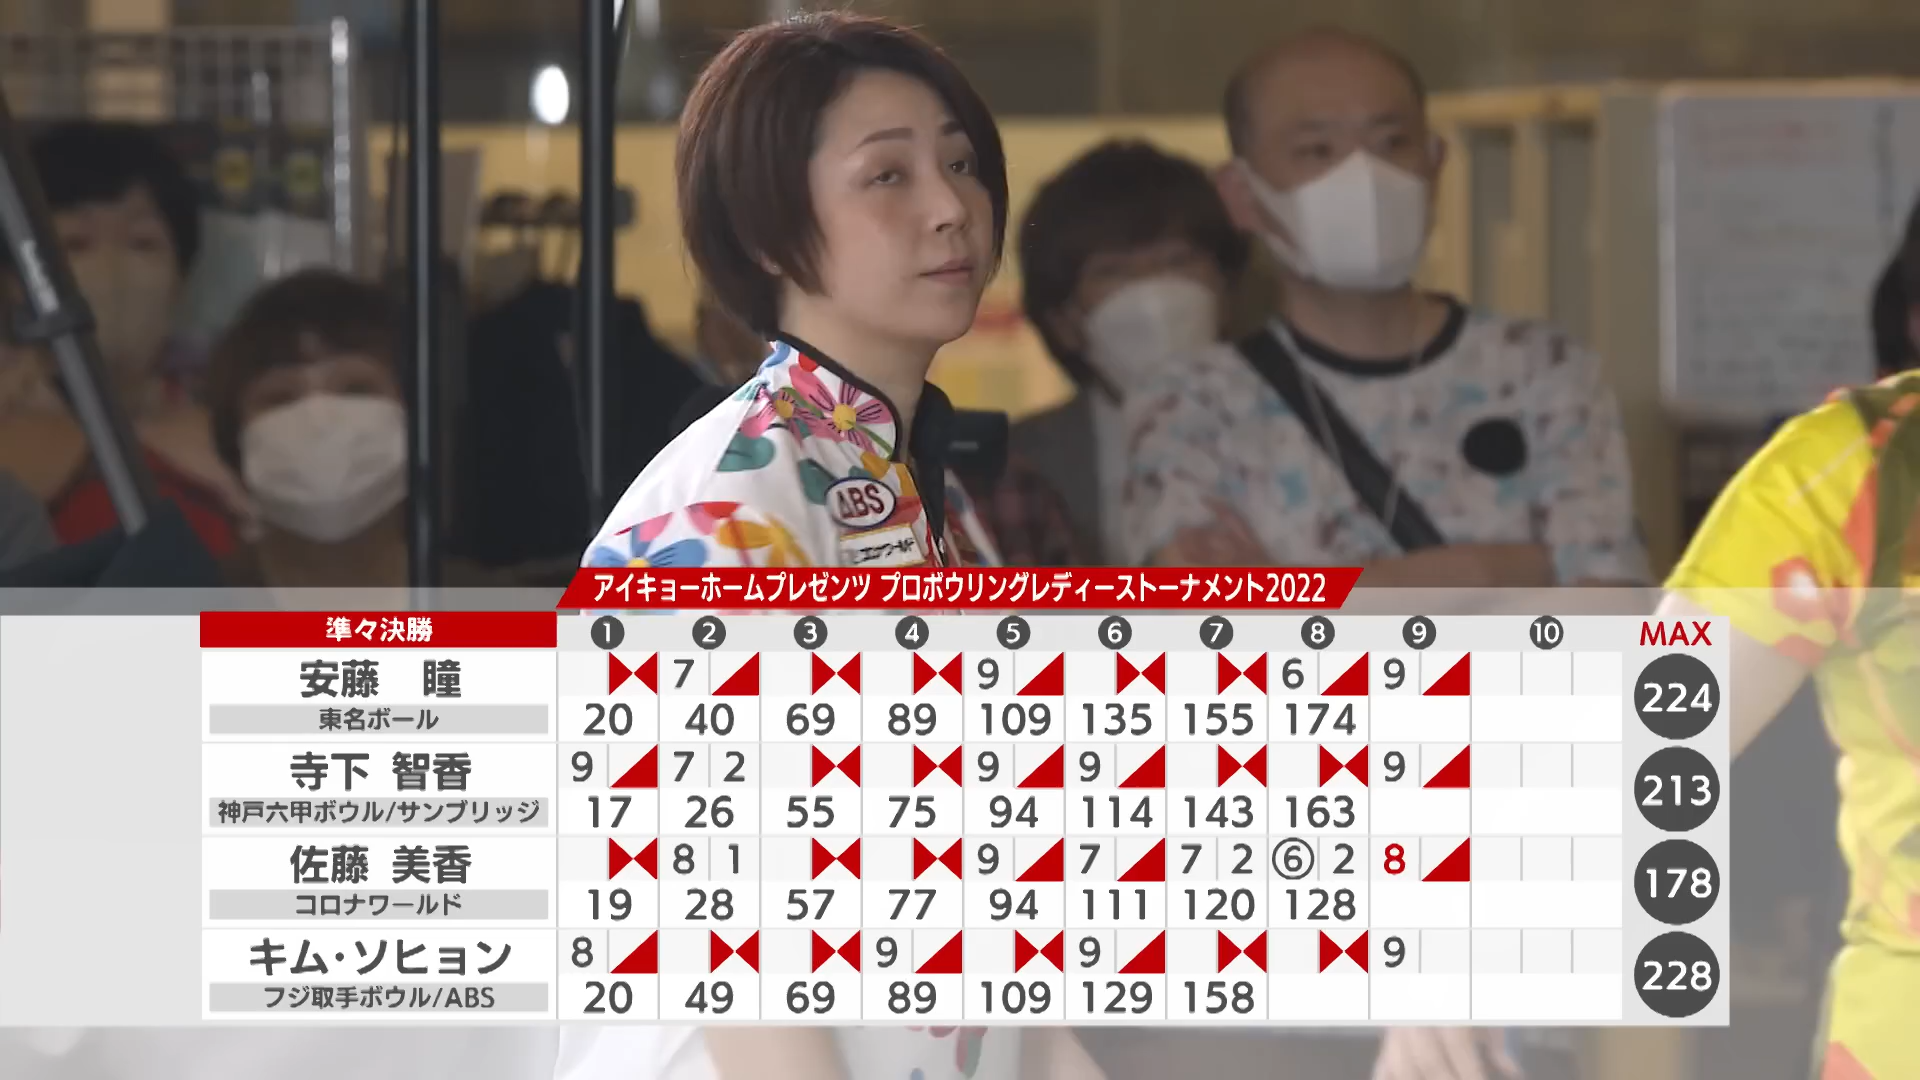 ABS
コロナワールド
アイキョーホームプレゼンツ プロボウリングレディーストーナメント2022
準々決勝 1 2 3 4 5 6 7 8 9 10 MAX
安藤 瞳 7 9 6 9 224
東名ボール 20 40 69 89 109 135 155 174
寺下 智香 9 7 2 9 9 9 213
神戸六甲ボウル/サンブリッジ 17 26 55 75 94 114 143 163
佐藤 美香 8 1 9 7 7 2 ⑥ 2 8 178
コロナワールド 19 28 57 77 94 111 120 128
キム・ソヒョン 8 9 9 9 228
フジ取手ボウル/ABS 20 49 69 89 109 129 158